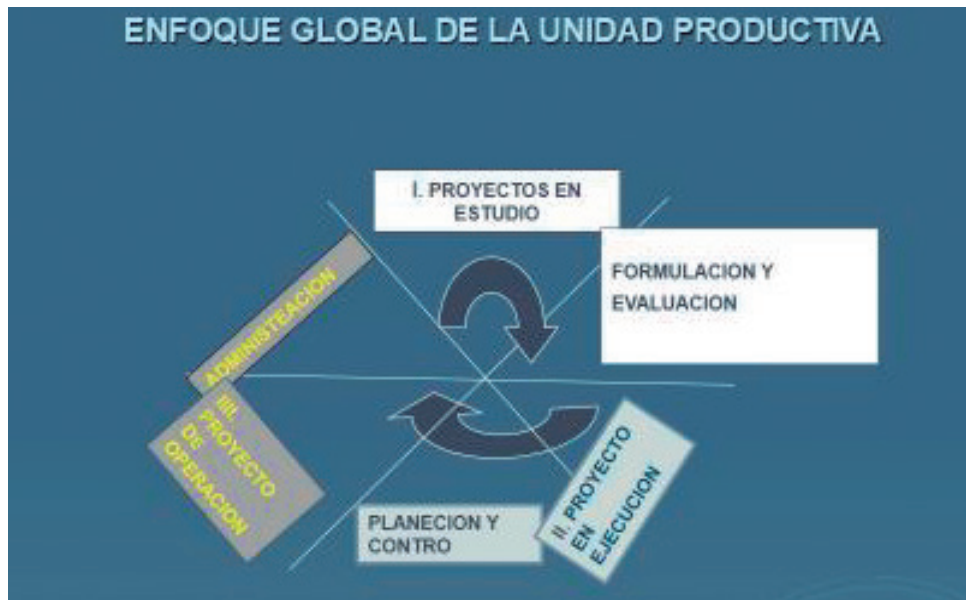 ENFOQUE GLOBAL DE LA UNIDAD PRODUCTIVA
I. PROYECTOS EN
ESTUDIO
FORMULACION Y
EVALUACION
II. PROYECTO
EN
EJECUCION
PLANECION Y
CONTRO
IIII.
PROYECTO
DE
OPERACION
ADMINISTEACION